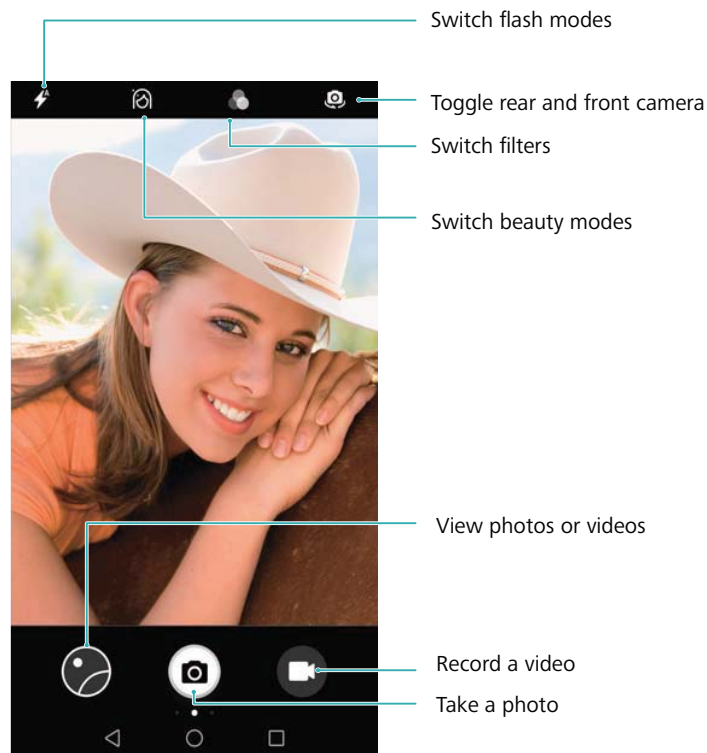 Switch flash modes
Toggle rear and front camera
Switch filters
Switch beauty modes
View photos or videos
Record a video
Take a photo